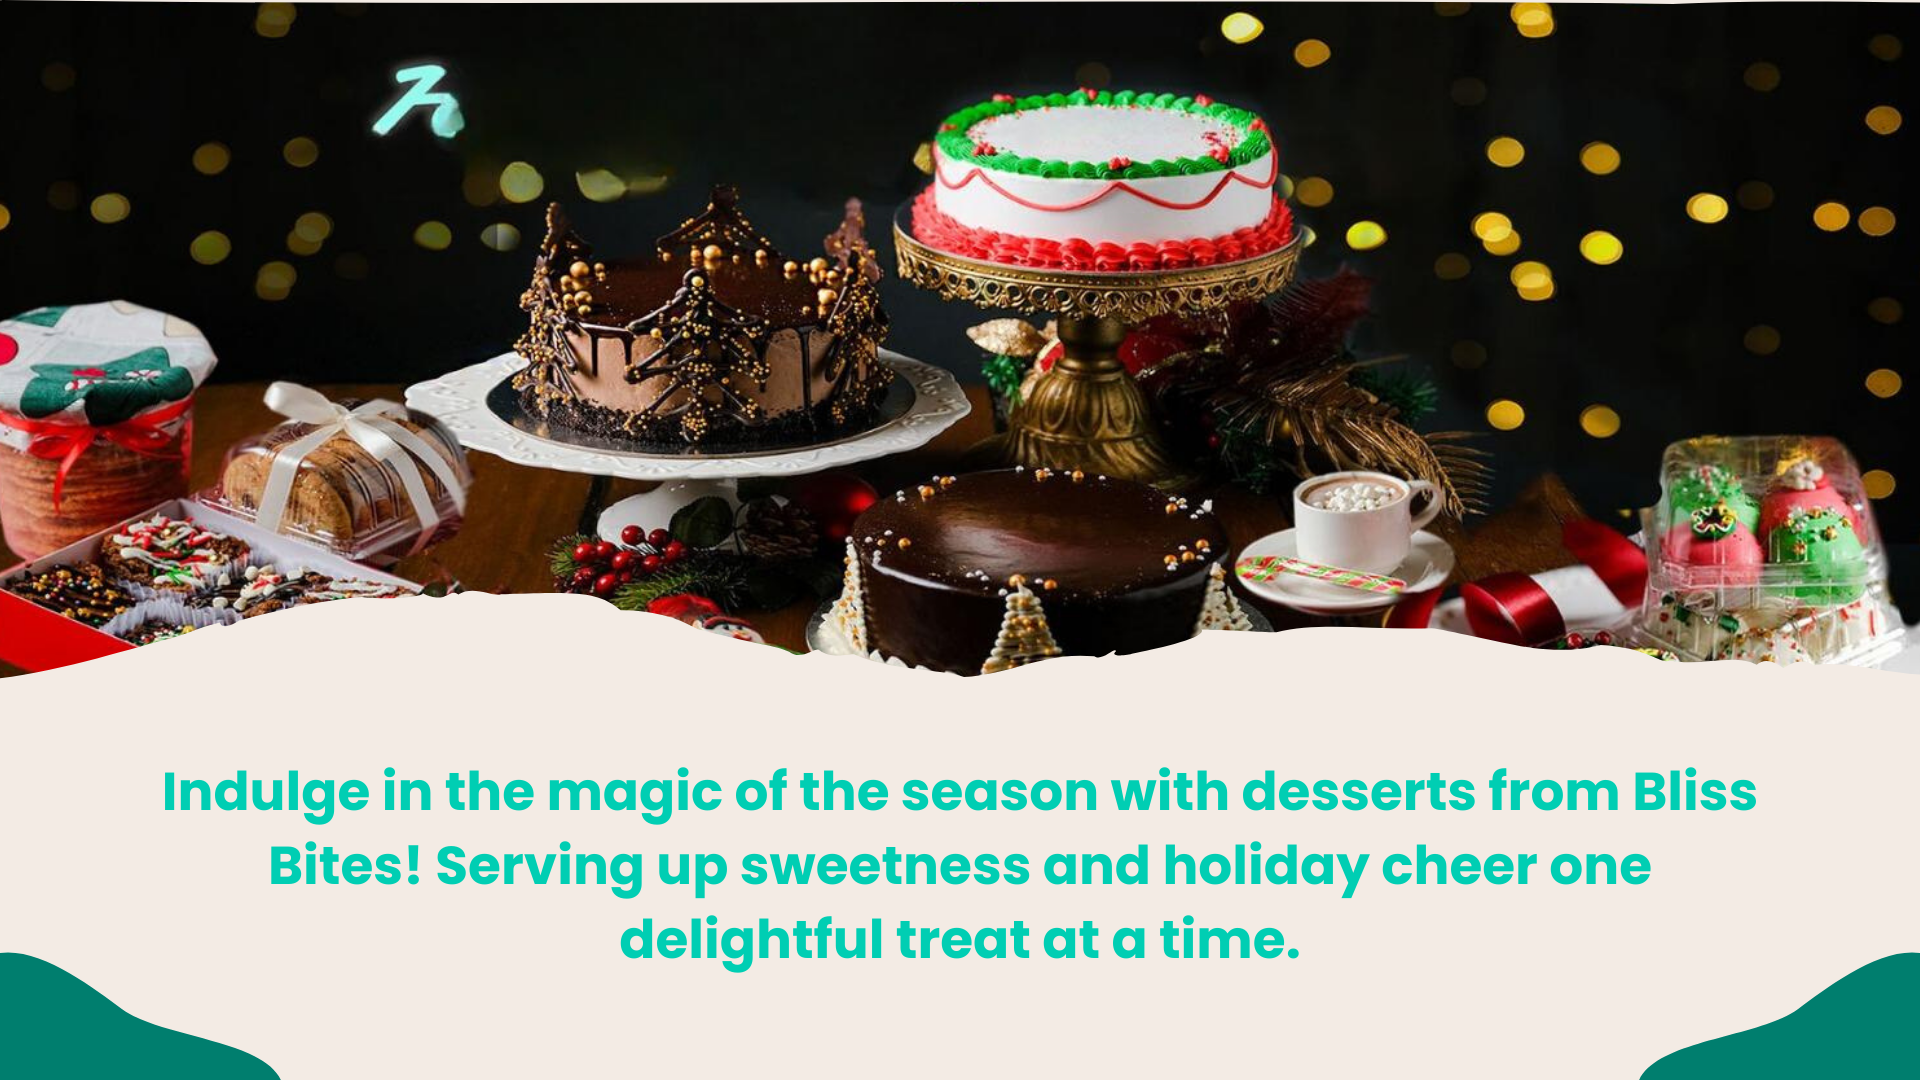 Indulge in the magic of the season with desserts from Bliss
Bites! Serving up sweetness and holiday cheer one
delightful treat at a time.